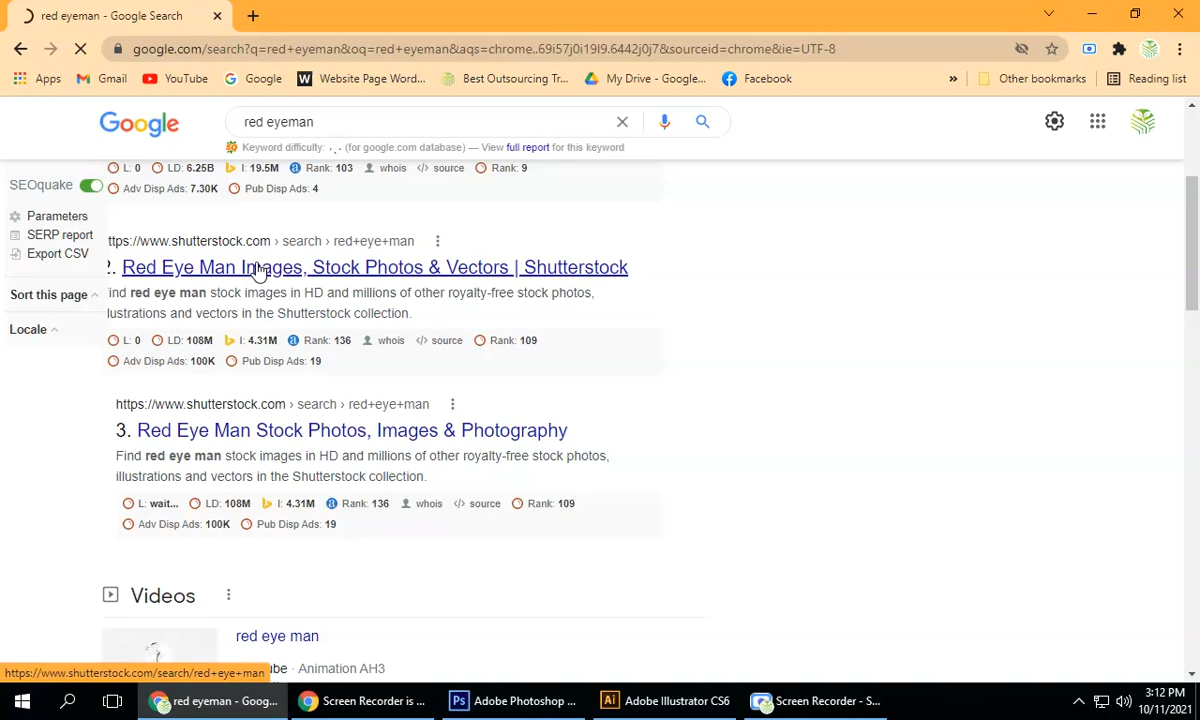 red eyeman - Google Search
google.com/search?q=red+eyeman&oq=red+eyeman&aqs=chrome..69i57j0i19l9.6442j0j7&sourceid=chrome&ie=UTF-8
Apps Gmail YouTube Google Website Page Word... Best Outsourcing Tr... My Drive - Google... Facebook » Other bookmarks Reading list
Google red eyeman
Keyword difficulty: (for google.com database) — View full report for this keyword
L: 0 LD: 6.25B I: 19.5M Rank: 103 whois source Rank: 9
SEOquake Adv Disp Ads: 7.30K Pub Disp Ads: 4
Parameters
SERP report
Export CSV
Sort this page
Locale
ttps://www.shutterstock.com › search › red+eye+man
2. Red Eye Man Images, Stock Photos & Vectors | Shutterstock
ind red eye man stock images in HD and millions of other royalty-free stock photos,
llustrations and vectors in the Shutterstock collection.
L: 0 LD: 108M I: 4.31M Rank: 136 whois source Rank: 109
Adv Disp Ads: 100K Pub Disp Ads: 19
https://www.shutterstock.com › search › red+eye+man
3. Red Eye Man Stock Photos, Images & Photography
Find red eye man stock images in HD and millions of other royalty-free stock photos,
illustrations and vectors in the Shutterstock collection.
L: wait... LD: 108M I: 4.31M Rank: 136 whois source Rank: 109
Adv Disp Ads: 100K Pub Disp Ads: 19
Videos
red eye man
ube · Animation AH3
https://www.shutterstock.com/search/red+eye+man
red eyeman - Goog... Screen Recorder is ... Ps Adobe Photoshop ... Ai Adobe Illustrator CS6 Screen Recorder - S...
3:12 PM
10/11/2021